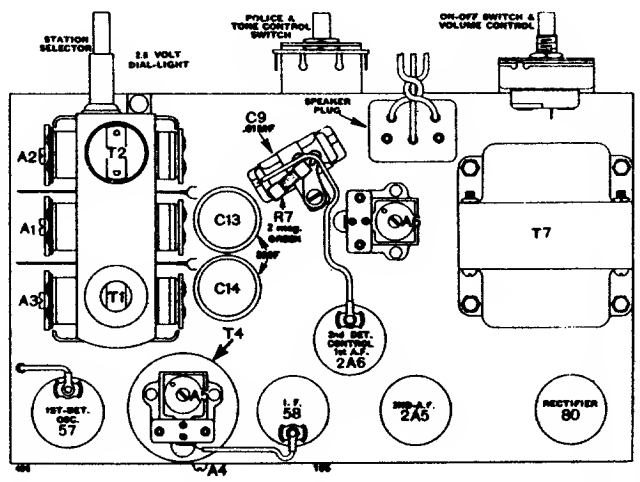 STATION
SELECTOR
2.5 VOLT
DIAL-LIGHT
POLICE &
TONE CONTROL
SWITCH
ON-OFF SWITCH &
VOLUME CONTROL
SPEAKER
PLUG
C9
.01MF
A2
T2
A1
C13
R7
2 meg.
GREEN
A6
T7
A3
T1
C14
T4
2nd DET.
CONTROL
1st A.F.
2A6
A5
1ST-DET.
OSC.
57
I. F.
58
2ND-A.F.
2A5
RECTIFIER
80
A4